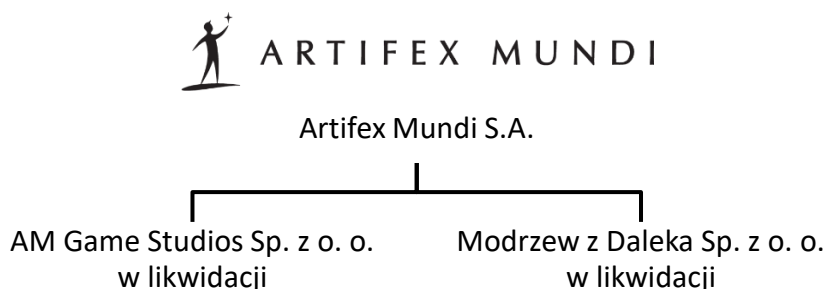 ARTIFEX MUNDI
Artifex Mundi S.A.
AM Game Studios Sp. z o. o.
w likwidacji
Modrzew z Daleka Sp. z o. o.
w likwidacji